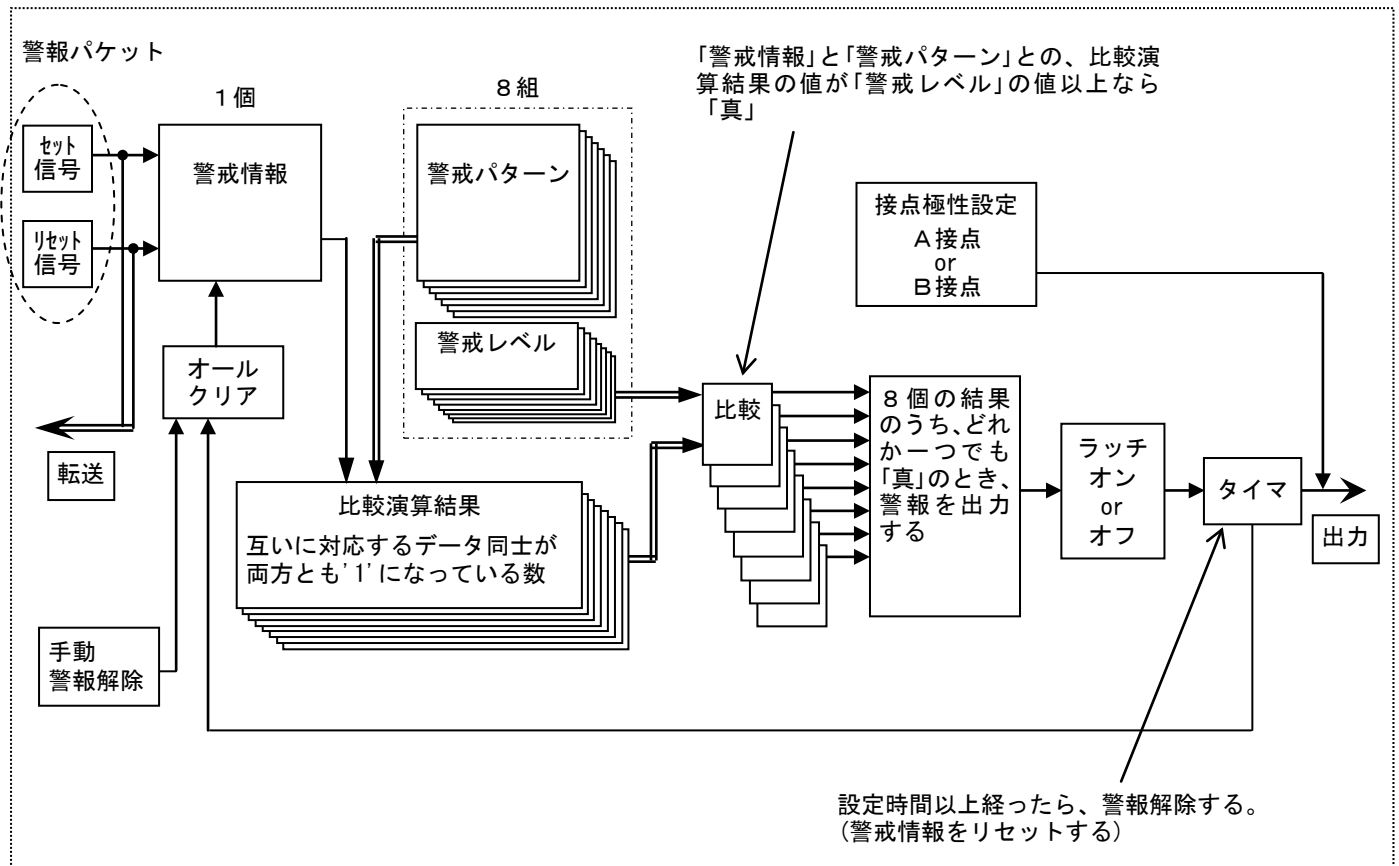 警報パケット
「警戒情報」と「警戒パターン」との、比較演
算結果の値が「警戒レベル」の値以上なら
「真」
1個
8組
セット
信号
リセット
信号
警戒情報
警戒パターン
警戒レベル
接点極性設定
A接点
or
B接点
オール
クリア
転送
比較
8個の結果
のうち、どれ
か一つでも
「真」のとき、
警報を出力
する
ラッチ
オン
or
オフ
タイマ
出力
比較演算結果
互いに対応するデータ同士が
両方とも'1'になっている数
手動
警報解除
設定時間以上経ったら、警報解除する。
(警戒情報をリセットする)